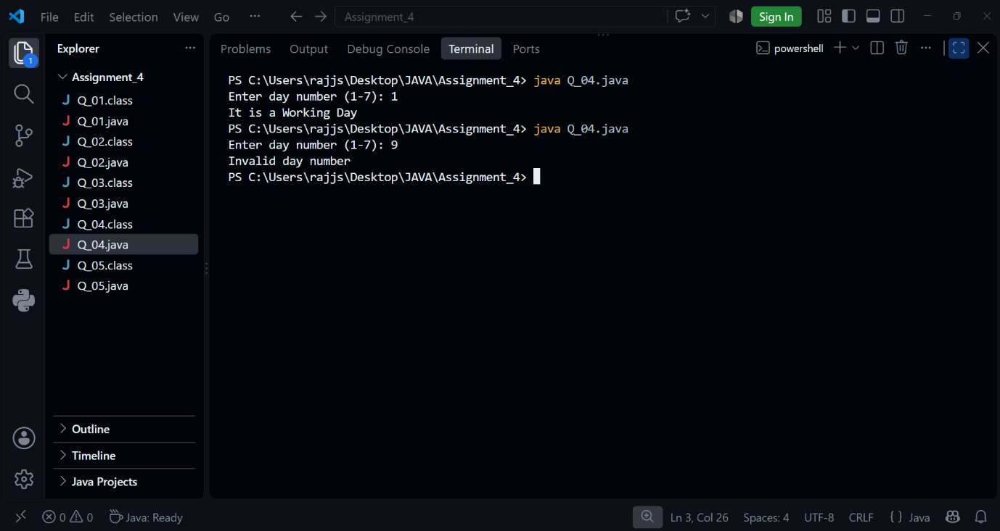 File Edit Selection View Go ... Assignment_4 Sign In
Explorer ...
Problems Output Debug Console Terminal Ports powershell ...
Assignment_4
Q_01.class
Q_01.java
Q_02.class
Q_02.java
Q_03.class
Q_03.java
Q_04.class
Q_04.java
Q_05.class
Q_05.java
Outline
Timeline
Java Projects
1
PS C:\Users\rajjs\Desktop\JAVA\Assignment_4> java Q_04.java
Enter day number (1-7): 1
It is a Working Day
PS C:\Users\rajjs\Desktop\JAVA\Assignment_4> java Q_04.java
Enter day number (1-7): 9
Invalid day number
PS C:\Users\rajjs\Desktop\JAVA\Assignment_4>
0 0 Java: Ready Ln 3, Col 26 Spaces: 4 UTF-8 CRLF { } Java